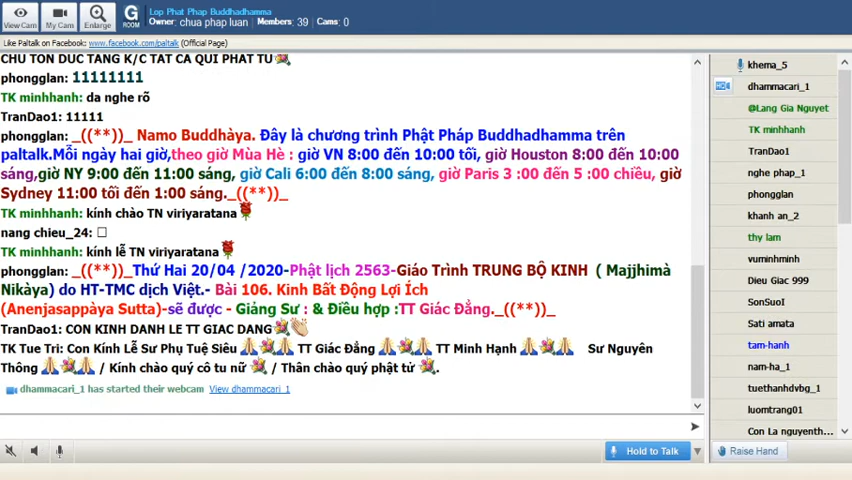 View Cam
My Cam
Enlarge
G
ROOM
Lop Phat Phap Buddhadhamma
Owner: chua phap luan Members: 39 Cams: 0
Like Paltalk on Facebook: www.facebook.com/paltalk (Official Page)
CHU TON DUC TANG K/C TAT CA QUI PHAT TU
phongglan: 11111111
TK minhhanh: da nghe rõ
TranDao1: 11111
phongglan: _((**)_ Namo Buddhàya. Đây là chương trình Phật Pháp Buddhadhamma trên
paltalk.Mỗi ngày hai giờ,theo giờ Mùa Hè : giờ VN 8:00 đến 10:00 tối, giờ Houston 8:00 đến 10:00
sáng,giờ NY 9:00 đến 11:00 sáng, giờ Cali 6:00 đến 8:00 sáng, giờ Paris 3 :00 đến 5 :00 chiều, giờ
Sydney 11:00 tối đến 1:00 sáng._((**)_
TK minhhanh: kính chào TN viriyaratana
nang chieu_24: □
TK minhhanh: kính lễ TN viriyaratana
phongglan: _((**)_Thứ Hai 20/04 /2020-Phật lịch 2563-Giáo Trình TRUNG BỘ KINH ( Majjhimà
Nikàya) do HT-TMC dịch Việt.- Bài 106. Kinh Bất Động Lợi Ích
(Anenjasappàya Sutta)-sẽ được - Giảng Sư : & Điều hợp :TT Giác Đẳng._((**)_
TranDao1: CON KINH DANH LE TT GIAC DANG
TK Tue Tri: Con Kính Lễ Sư Phụ Tuệ Siêu TT Giác Đẳng TT Minh Hạnh Sư Nguyên
Thông / Kính chào quý cô tu nữ / Thân chào quý phật tử .
dhammacari_1 has started their webcam View dhammacari_1
Hold to Talk
khema_5
HD dhammacari_1
@Lang Gia Nguyet
TK minhhanh
TranDao1
nghe phap_1
phongglan
khanh an_2
thy lam
vuminhminh
Dieu Giac 999
SonSuoI
Sati amata
tam-hanh
nam-ha_1
tuethanhdvbg_1
luomtrang01
Con La nguyenth...
Raise Hand